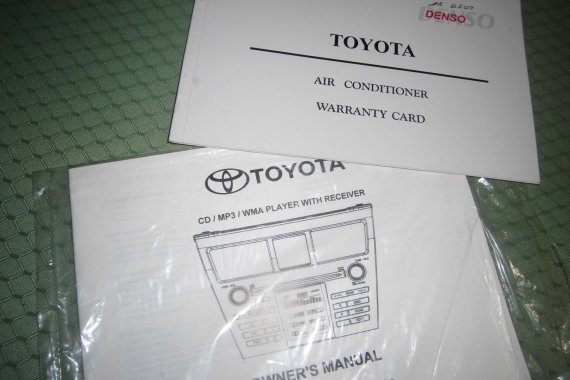 DENSO
TOYOTA
AIR CONDITIONER
WARRANTY CARD
TOYOTA
CD / MP3 / WMA PLAYER WITH RECEIVER
OWNER'S MANUAL